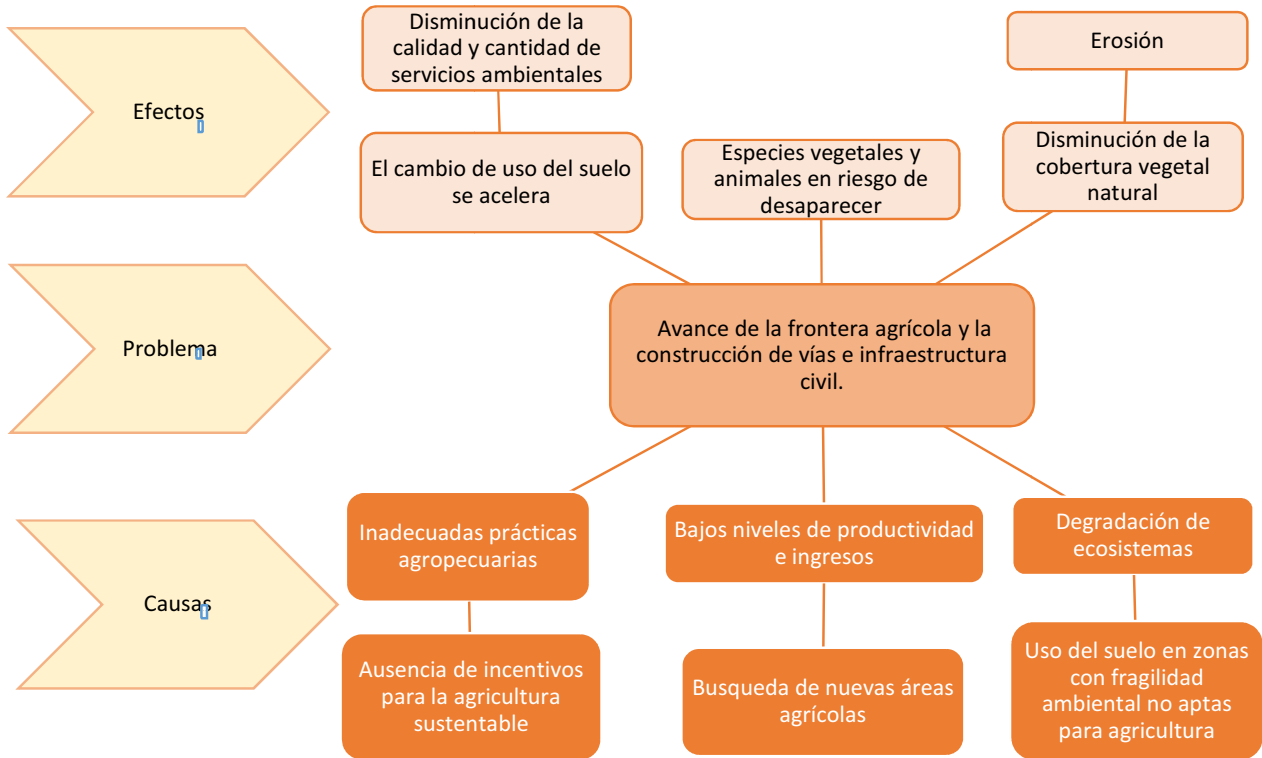 Disminución de la
calidad y cantidad de
servicios ambientales
Erosión
Efectos
El cambio de uso del suelo
se acelera
Especies vegetales y
animales en riesgo de
desaparecer
Disminución de la
cobertura vegetal
natural
Problema
Avance de la frontera agrícola y la
construcción de vías e infraestructura
civil.
Causas
Inadecuadas prácticas
agropecuarias
Bajos niveles de productividad
e ingresos
Degradación de
ecosistemas
Ausencia de incentivos
para la agricultura
sustentable
Busqueda de nuevas áreas
agrícolas
Uso del suelo en zonas
con fragilidad
ambiental no aptas
para agricultura